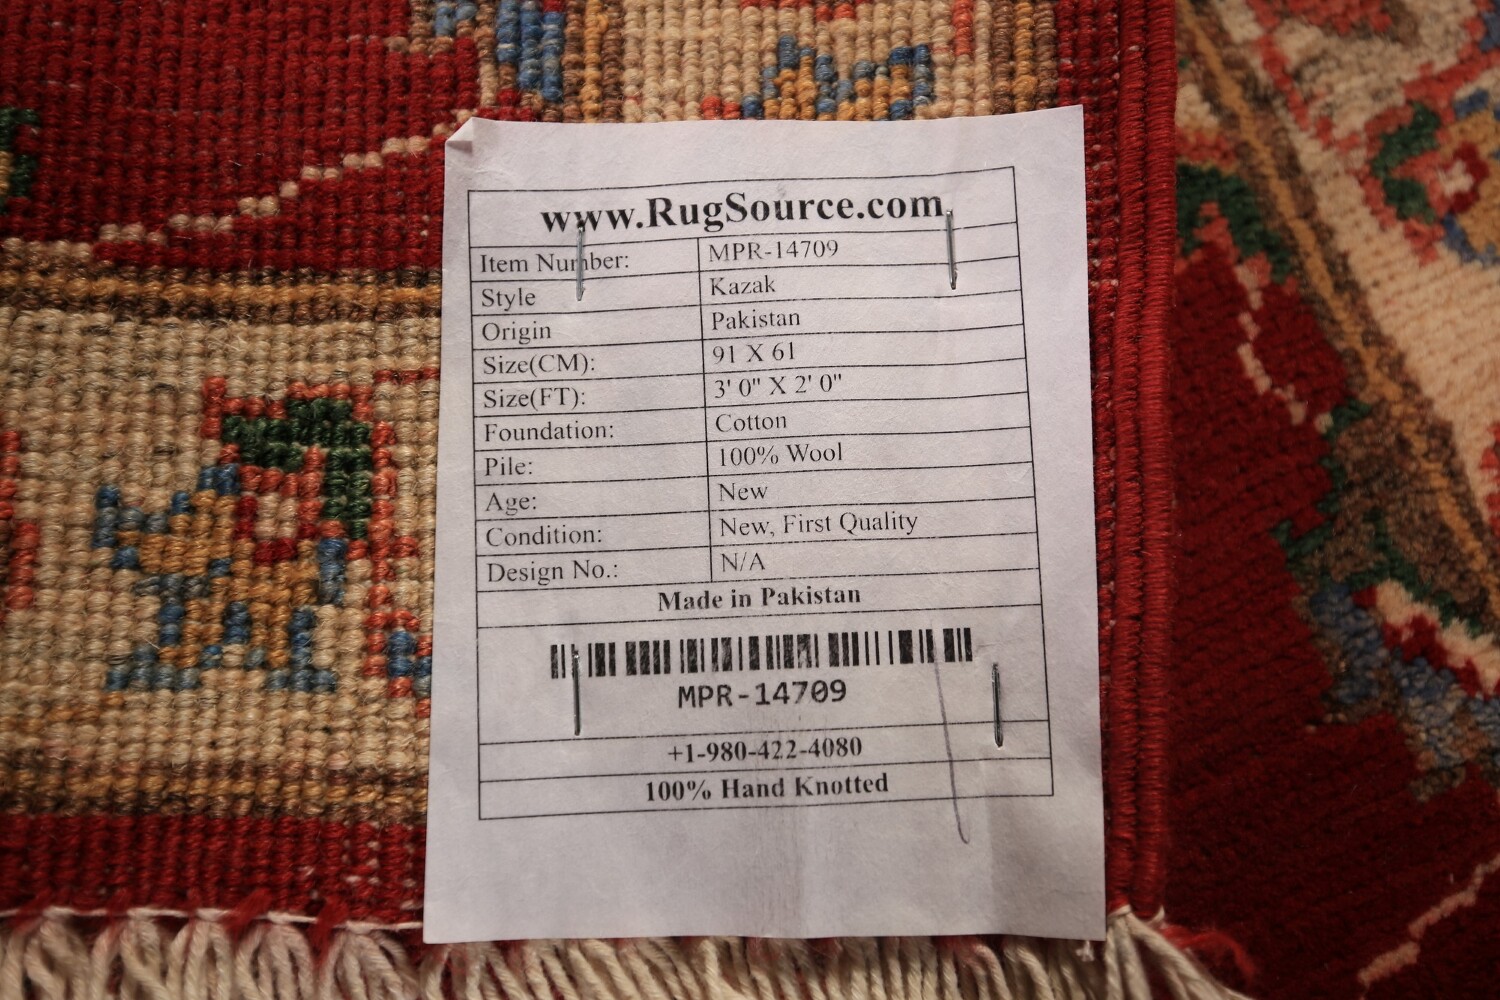 www.RugSource.com
Item Number: MPR-14709
Style Kazak
Origin Pakistan
Size(CM): 91 X 61
Size(FT): 3' 0" X 2' 0"
Foundation: Cotton
Pile: 100% Wool
Age: New
Condition: New, First Quality
Design No.: N/A
Made in Pakistan
MPR-14709
+1-980-422-4080
100% Hand Knotted